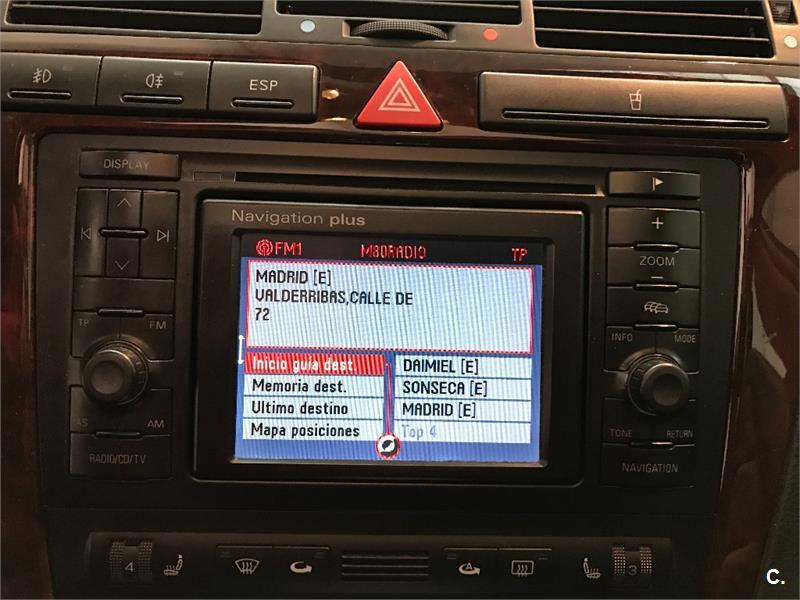 ESP
DISPLAY
Navigation plus
FM1 M80RADIO TP
MADRID [E]
VALDERRIBAS,CALLE DE
72
Inicio guia dest.
DAIMIEL [E]
Memoria dest.
SONSECA [E]
Ultimo destino
MADRID [E]
Mapa posiciones
Top 4
+
ZOOM
−
TP
FM
INFO
MODE
AS
AM
TONE
RETURN
RADIO/CD/TV
NAVIGATION
4
A
3
C.